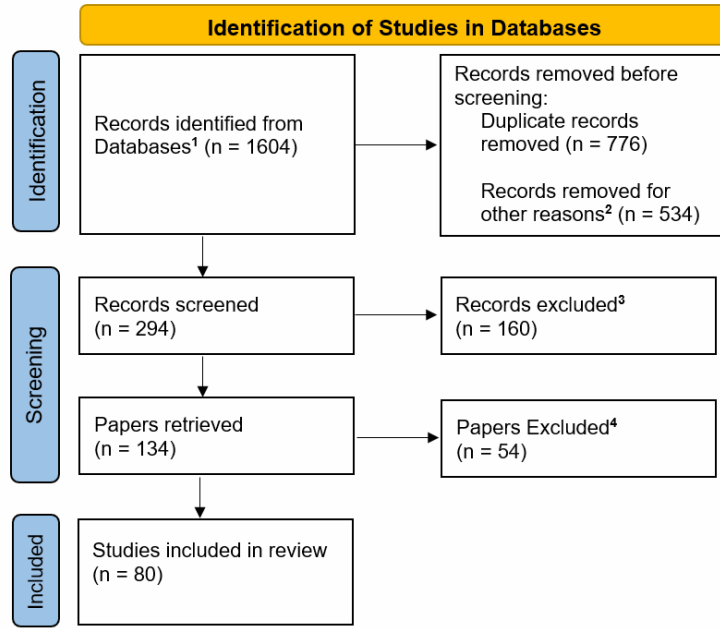 Identification of Studies in Databases
Identification
Records identified from
Databases¹ (n = 1604)
Records removed before
screening:
Duplicate records
removed (n = 776)
Records removed for
other reasons² (n = 534)
Screening
Records screened
(n = 294)
Records excluded³
(n = 160)
Papers retrieved
(n = 134)
Papers Excluded⁴
(n = 54)
Included
Studies included in review
(n = 80)